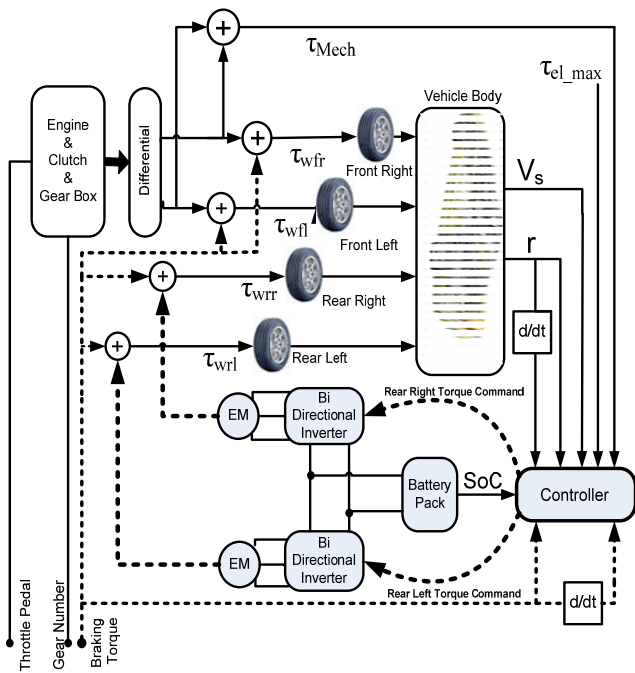 +
τMech
τel_max
Vehicle Body
Engine
&
Clutch
&
Gear Box
Differential
+
τwfr
Front Right
Vs
+
τwfl
Front Left
r
+
τwrr
Rear Right
d/dt
+
τwrl
Rear Left
Rear Right Torque Command
EM
Bi
Directional
Inverter
Battery
Pack
SoC
Controller
EM
Bi
Directional
Inverter
Rear Left Torque Command
d/dt
Throttle Pedal
Gear Number
Braking
Torque